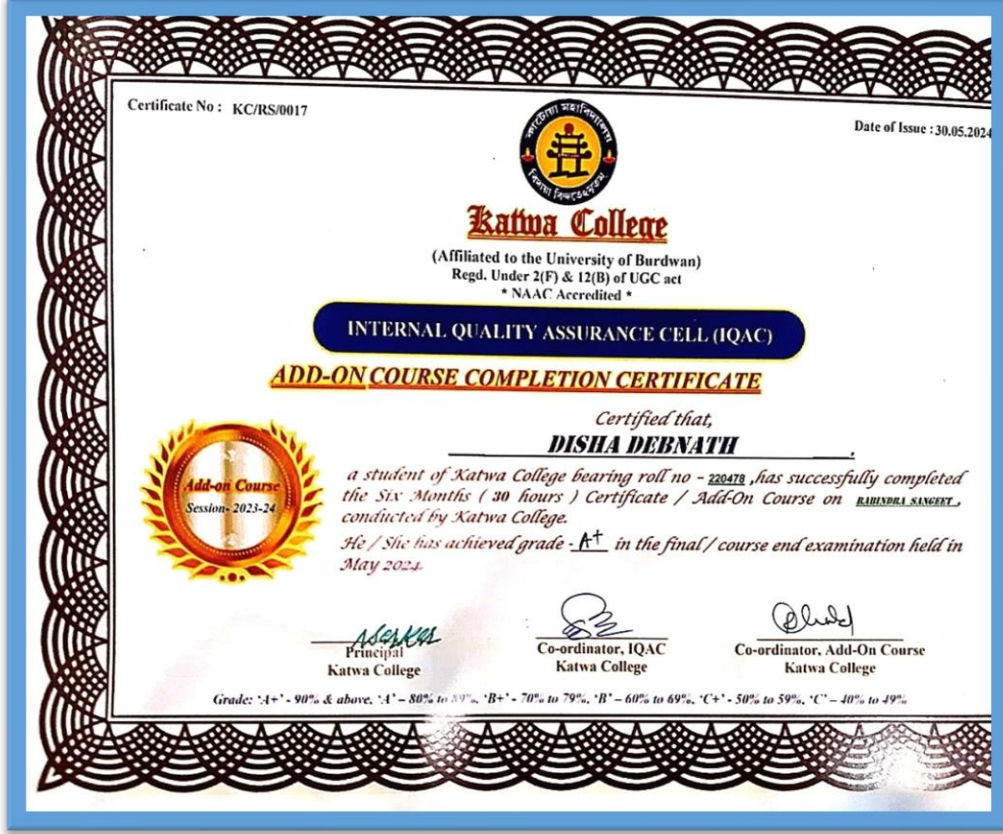 Certificate No : KC/RS/0017
Date of Issue : 30.05.2024
কাটোয়া মহাবিদ্যালয়
Katwa College
(Affiliated to the University of Burdwan)
Regd. Under 2(F) & 12(B) of UGC act
* NAAC Accredited *
INTERNAL QUALITY ASSURANCE CELL (IQAC)
ADD-ON COURSE COMPLETION CERTIFICATE
Certified that,
DISHA DEBNATH .
a student of Katwa College bearing roll no - 220478 ,has successfully completed
the Six Months ( 30 hours ) Certificate / Add-On Course on RABINDRA SANGEET ,
conducted by Katwa College.
He / She has achieved grade - A+ in the final / course end examination held in
May 2024.
Add-on Course
Session- 2023-24
Principal
Katwa College
Co-ordinator, IQAC
Katwa College
Co-ordinator, Add-On Course
Katwa College
Grade: 'A+' - 90% & above, 'A' – 80% to 89%, 'B+' - 70% to 79%, 'B' – 60% to 69%, 'C+' - 50% to 59%, 'C' – 40% to 49%